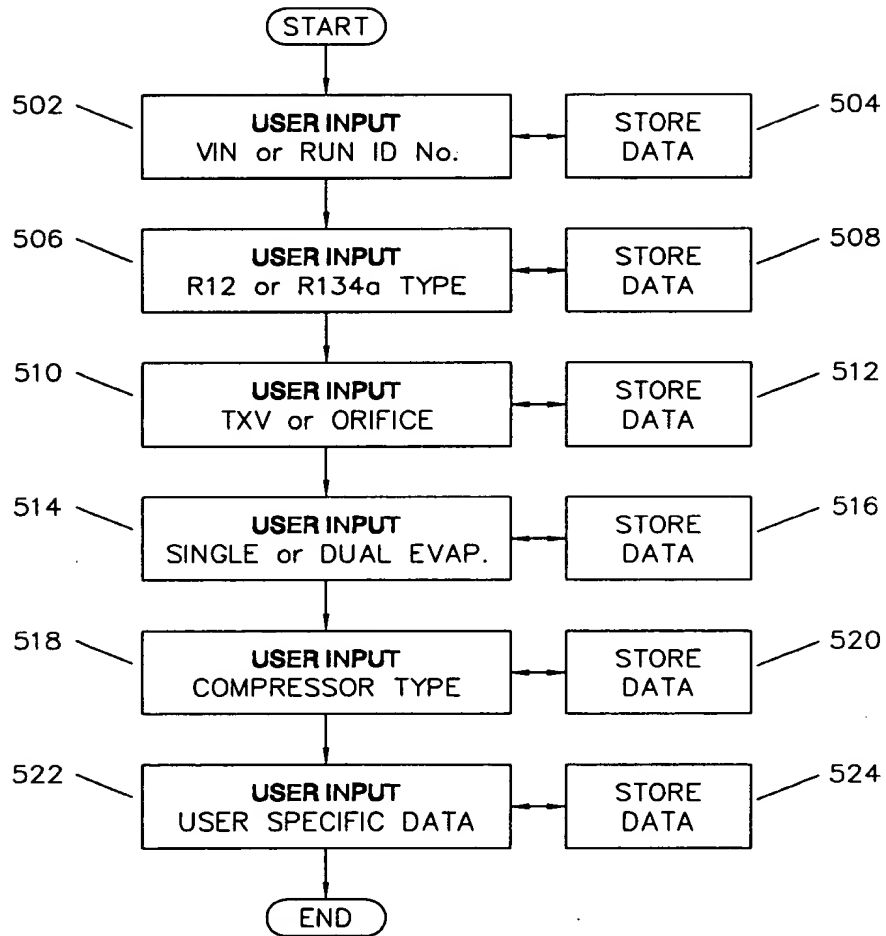 START
502
USER INPUT
VIN or RUN ID No.
STORE
DATA
504
506
USER INPUT
R12 or R134a TYPE
STORE
DATA
508
510
USER INPUT
TXV or ORIFICE
STORE
DATA
512
514
USER INPUT
SINGLE or DUAL EVAP.
STORE
DATA
516
518
USER INPUT
COMPRESSOR TYPE
STORE
DATA
520
522
USER INPUT
USER SPECIFIC DATA
STORE
DATA
524
END